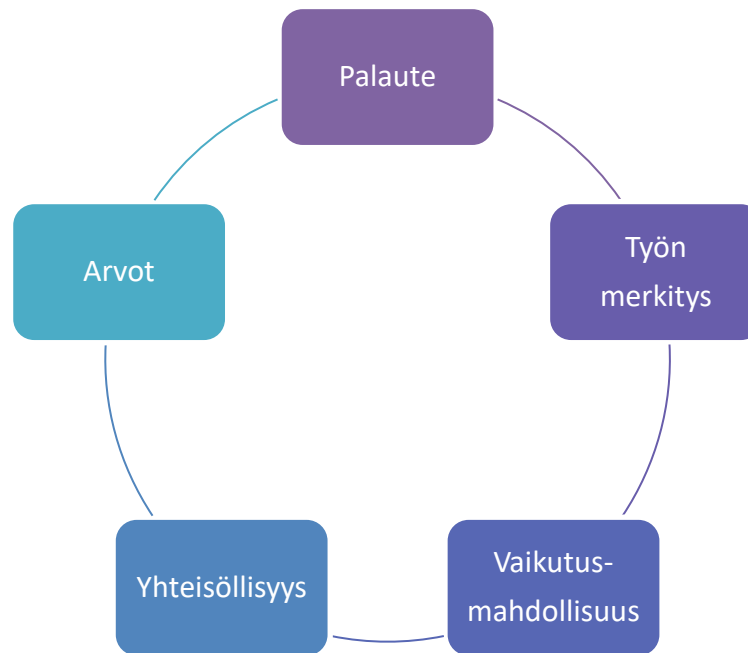 Palaute
Työn
merkitys
Vaikutus-
mahdollisuus
Yhteisöllisyys
Arvot